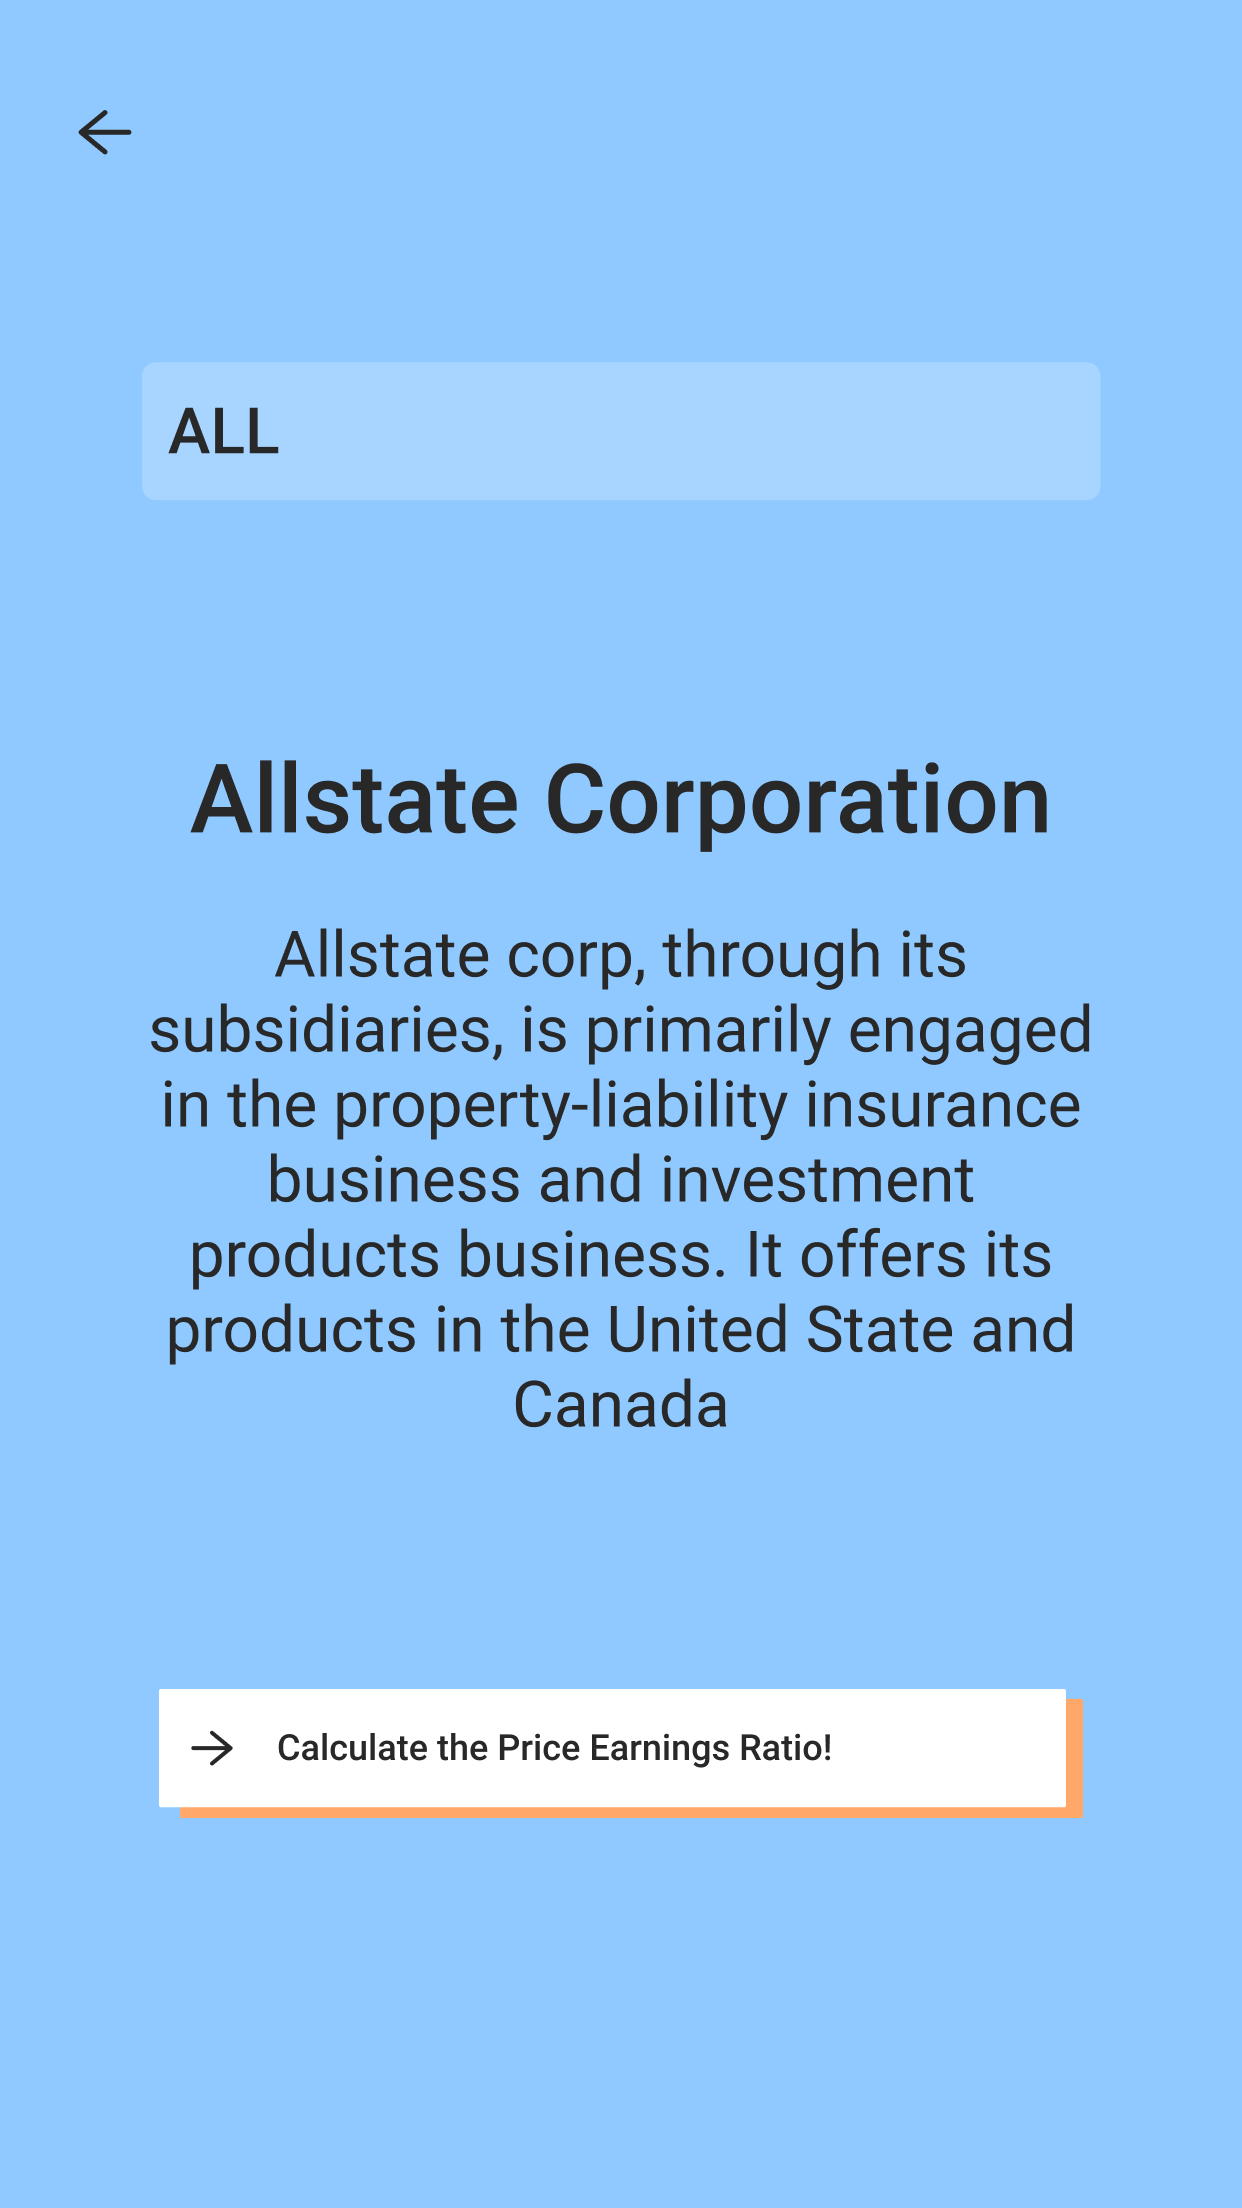 ALL
Allstate Corporation
Allstate corp, through its
subsidiaries, is primarily engaged
in the property-liability insurance
business and investment
products business. It offers its
products in the United State and
Canada
Calculate the Price Earnings Ratio!